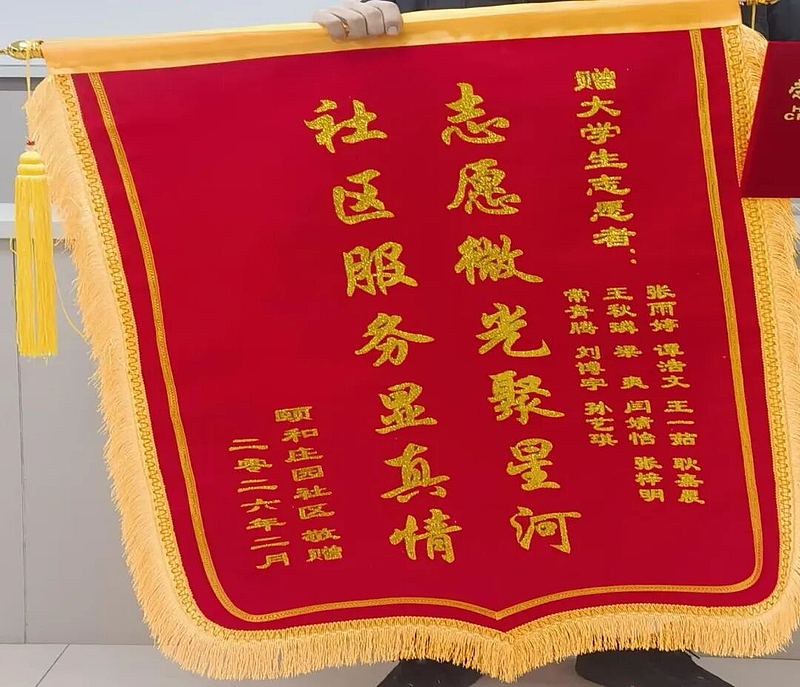 赠大学生志愿者：
张雨婷 谭浩文 王一茹 耿嘉晨
王秋璘 梁爽 闫婧怡 张梓明
常青腾 刘博宇 孙艺琪
志愿微光聚星河
社区服务显真情
颐和庄园社区 敬赠
二零二六年二月